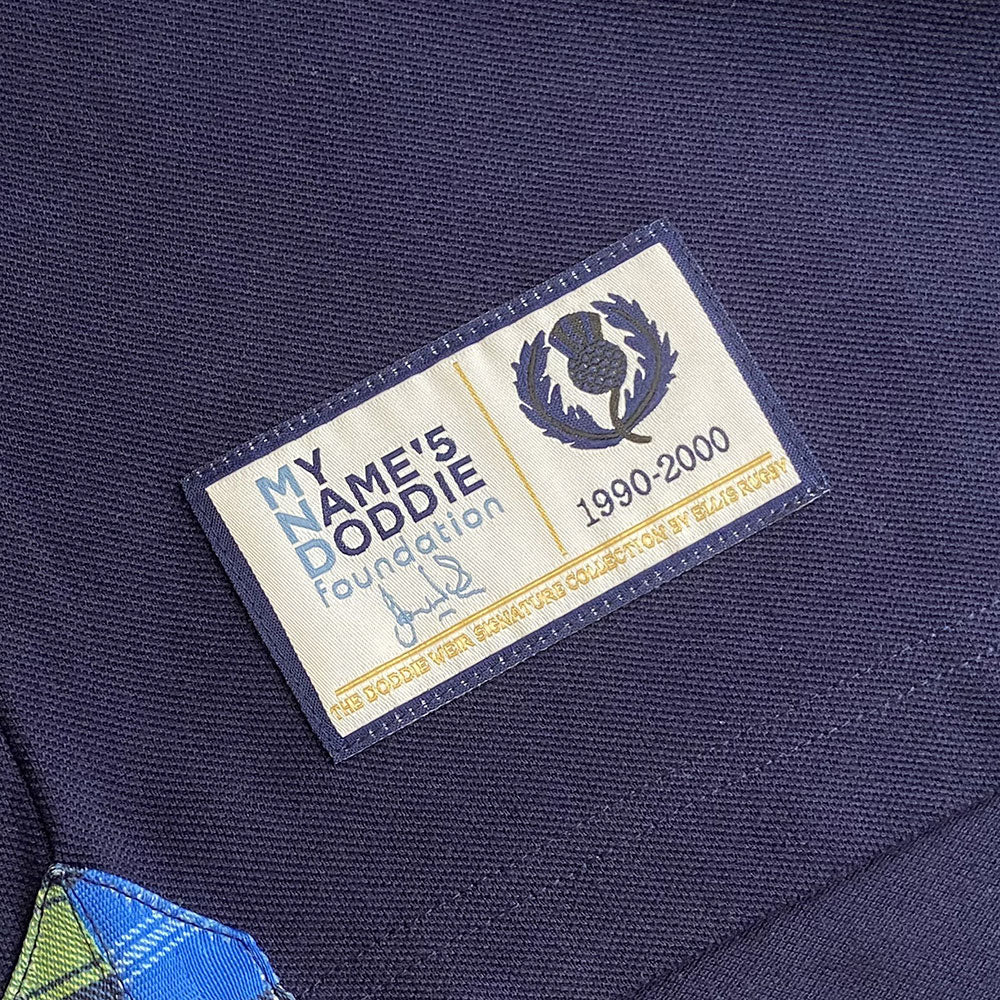 MY
NAME'5
DODDIE
Foundation
1990-2000
THE DODDIE WEIR SIGNATURE COLLECTION BY ELLIS RUGBY